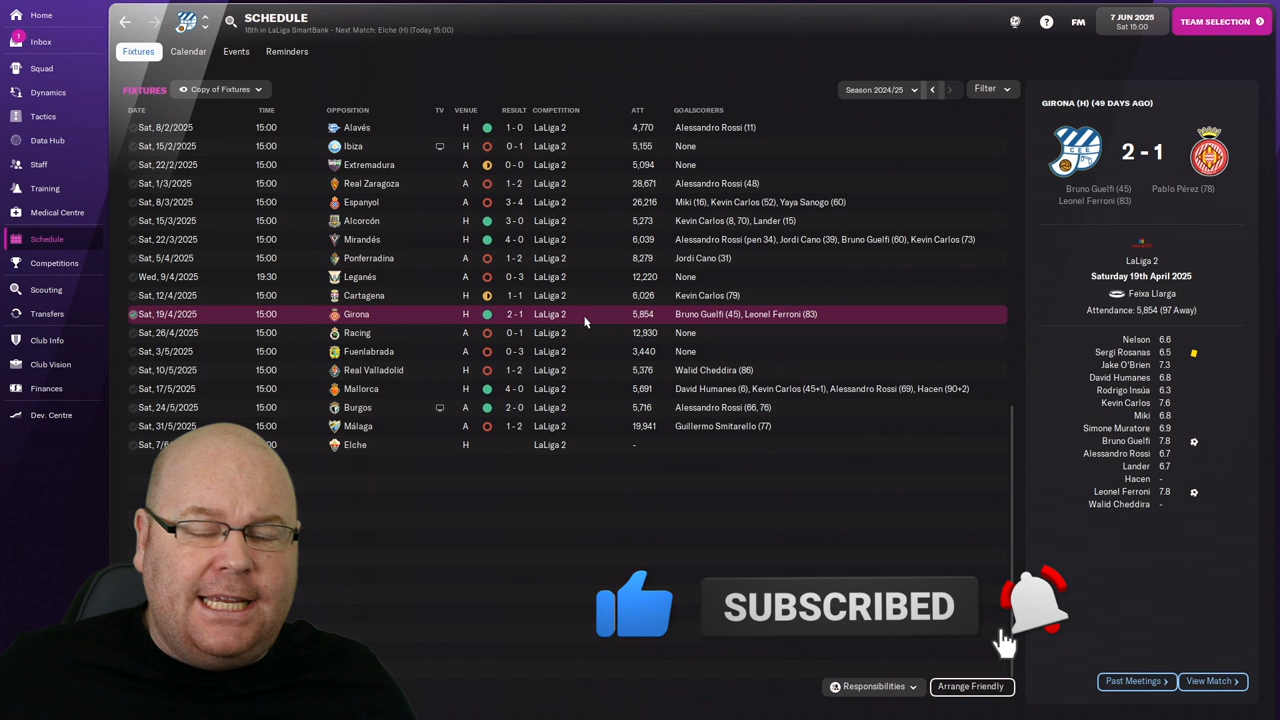 Home
1
Inbox
Squad
Dynamics
Tactics
Data Hub
Staff
Training
Medical Centre
Schedule
Competitions
Scouting
Transfers
Club Info
Club Vision
Finances
Dev. Centre
SCHEDULE
16th in LaLiga SmartBank - Next Match: Elche (H) (Today 15:00)
? FM
7 JUN 2025
Sat 15:00
TEAM SELECTION
Fixtures Calendar Events Reminders
FIXTURES Copy of Fixtures Season 2024/25 Filter
DATE TIME OPPOSITION TV VENUE RESULT COMPETITION ATT GOALSCORERS
Sat, 8/2/2025 15:00 Alavés H 1 - 0 LaLiga 2 4,770 Alessandro Rossi (11)
Sat, 15/2/2025 15:00 Ibiza H 0 - 1 LaLiga 2 5,155 None
Sat, 22/2/2025 15:00 Extremadura A 0 - 0 LaLiga 2 5,094 None
Sat, 1/3/2025 15:00 Real Zaragoza A 1 - 2 LaLiga 2 28,671 Alessandro Rossi (48)
Sat, 8/3/2025 15:00 Espanyol A 3 - 4 LaLiga 2 26,216 Miki (16), Kevin Carlos (52), Yaya Sanogo (60)
Sat, 15/3/2025 15:00 Alcorcón H 3 - 0 LaLiga 2 5,273 Kevin Carlos (8, 70), Lander (15)
Sat, 22/3/2025 15:00 Mirandés H 4 - 0 LaLiga 2 6,039 Alessandro Rossi (pen 34), Jordi Cano (39), Bruno Guelfi (60), Kevin Carlos (73)
Sat, 5/4/2025 15:00 Ponferradina A 1 - 2 LaLiga 2 8,279 Jordi Cano (31)
Wed, 9/4/2025 19:30 Leganés A 0 - 3 LaLiga 2 12,220 None
Sat, 12/4/2025 15:00 Cartagena H 1 - 1 LaLiga 2 6,026 Kevin Carlos (79)
Sat, 19/4/2025 15:00 Girona H 2 - 1 LaLiga 2 5,854 Bruno Guelfi (45), Leonel Ferroni (83)
Sat, 26/4/2025 15:00 Racing A 0 - 1 LaLiga 2 12,930 None
Sat, 3/5/2025 15:00 Fuenlabrada A 0 - 3 LaLiga 2 3,440 None
Sat, 10/5/2025 15:00 Real Valladolid H 1 - 2 LaLiga 2 5,376 Walid Cheddira (86)
Sat, 17/5/2025 15:00 Mallorca H 4 - 0 LaLiga 2 5,691 David Humanes (6), Kevin Carlos (45+1), Alessandro Rossi (69), Hacen (90+2)
Sat, 24/5/2025 15:00 Burgos A 2 - 0 LaLiga 2 5,716 Alessandro Rossi (66, 76)
Sat, 31/5/2025 15:00 Málaga A 1 - 2 LaLiga 2 19,941 Guillermo Smitarello (77)
Sat, 7/6 :00 Elche H LaLiga 2 -
GIRONA (H) (49 DAYS AGO)
2 - 1
Bruno Guelfi (45) Pablo Pérez (78)
Leonel Ferroni (83)
LaLiga 2
Saturday 19th April 2025
Feixa Llarga
Attendance: 5,854 (97 Away)
Nelson 6.6
Sergi Rosanas 6.5
Jake O'Brien 7.3
David Humanes 6.8
Rodrigo Insúa 6.3
Kevin Carlos 7.6
Miki 6.8
Simone Muratore 6.9
Bruno Guelfi 7.8
Alessandro Rossi 6.7
Lander 6.7
Hacen -
Leonel Ferroni 7.8
Walid Cheddira -
SUBSCRIBED
Responsibilities Arrange Friendly
Past Meetings > View Match >